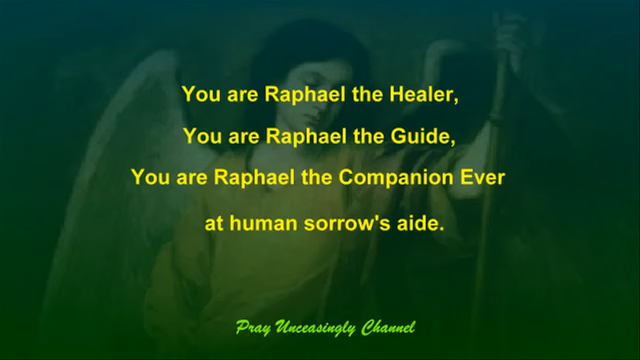 You are Raphael the Healer,
You are Raphael the Guide,
You are Raphael the Companion Ever
at human sorrow's aide.
Pray Unceasingly Channel